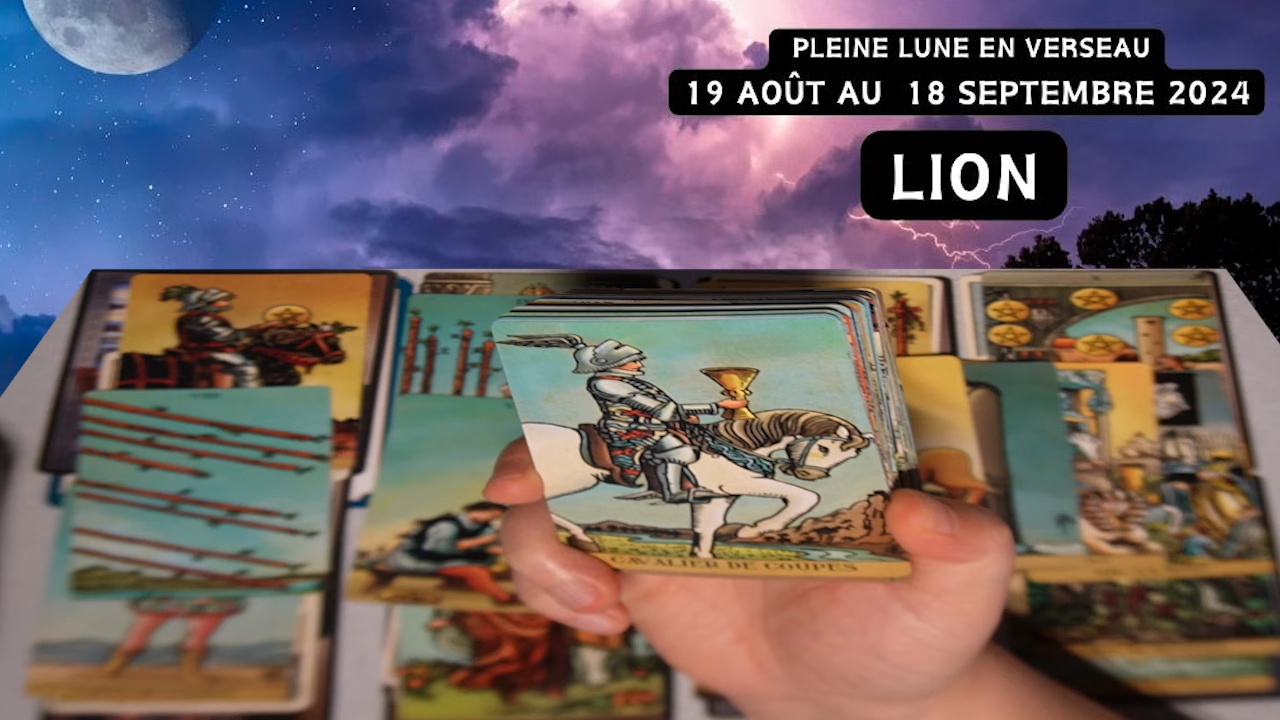 PLEINE LUNE EN VERSEAU
19 AOÛT AU 18 SEPTEMBRE 2024
LION
CAVALIER DE COUPES